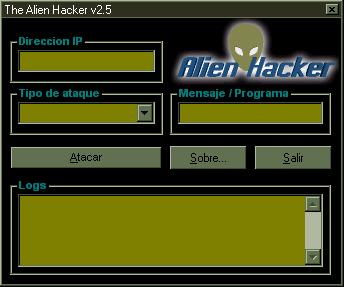 The Alien Hacker v2.5
Direccion IP
Alien Hacker
Tipo de ataque
Mensaje / Programa
Atacar
Sobre...
Salir
Logs